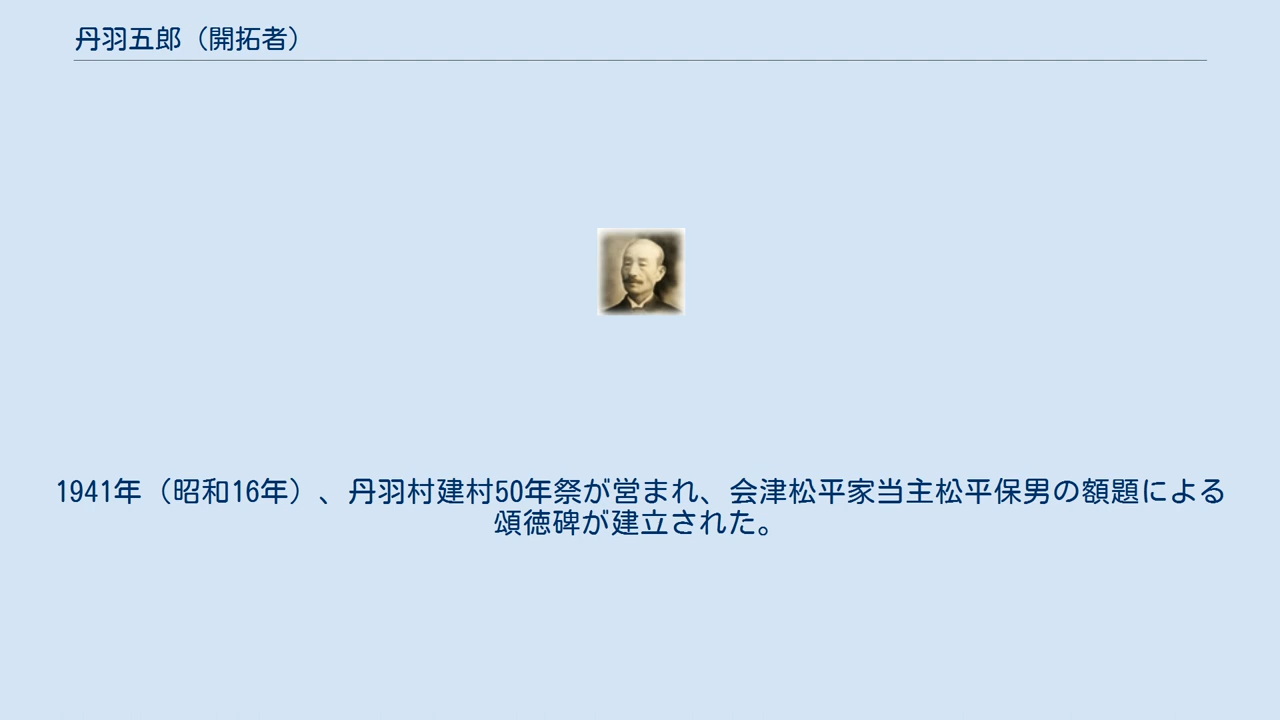 丹羽五郎（開拓者）
1941年（昭和16年）、丹羽村建村50年祭が営まれ、会津松平家当主松平保男の額題による
頌徳碑が建立された。